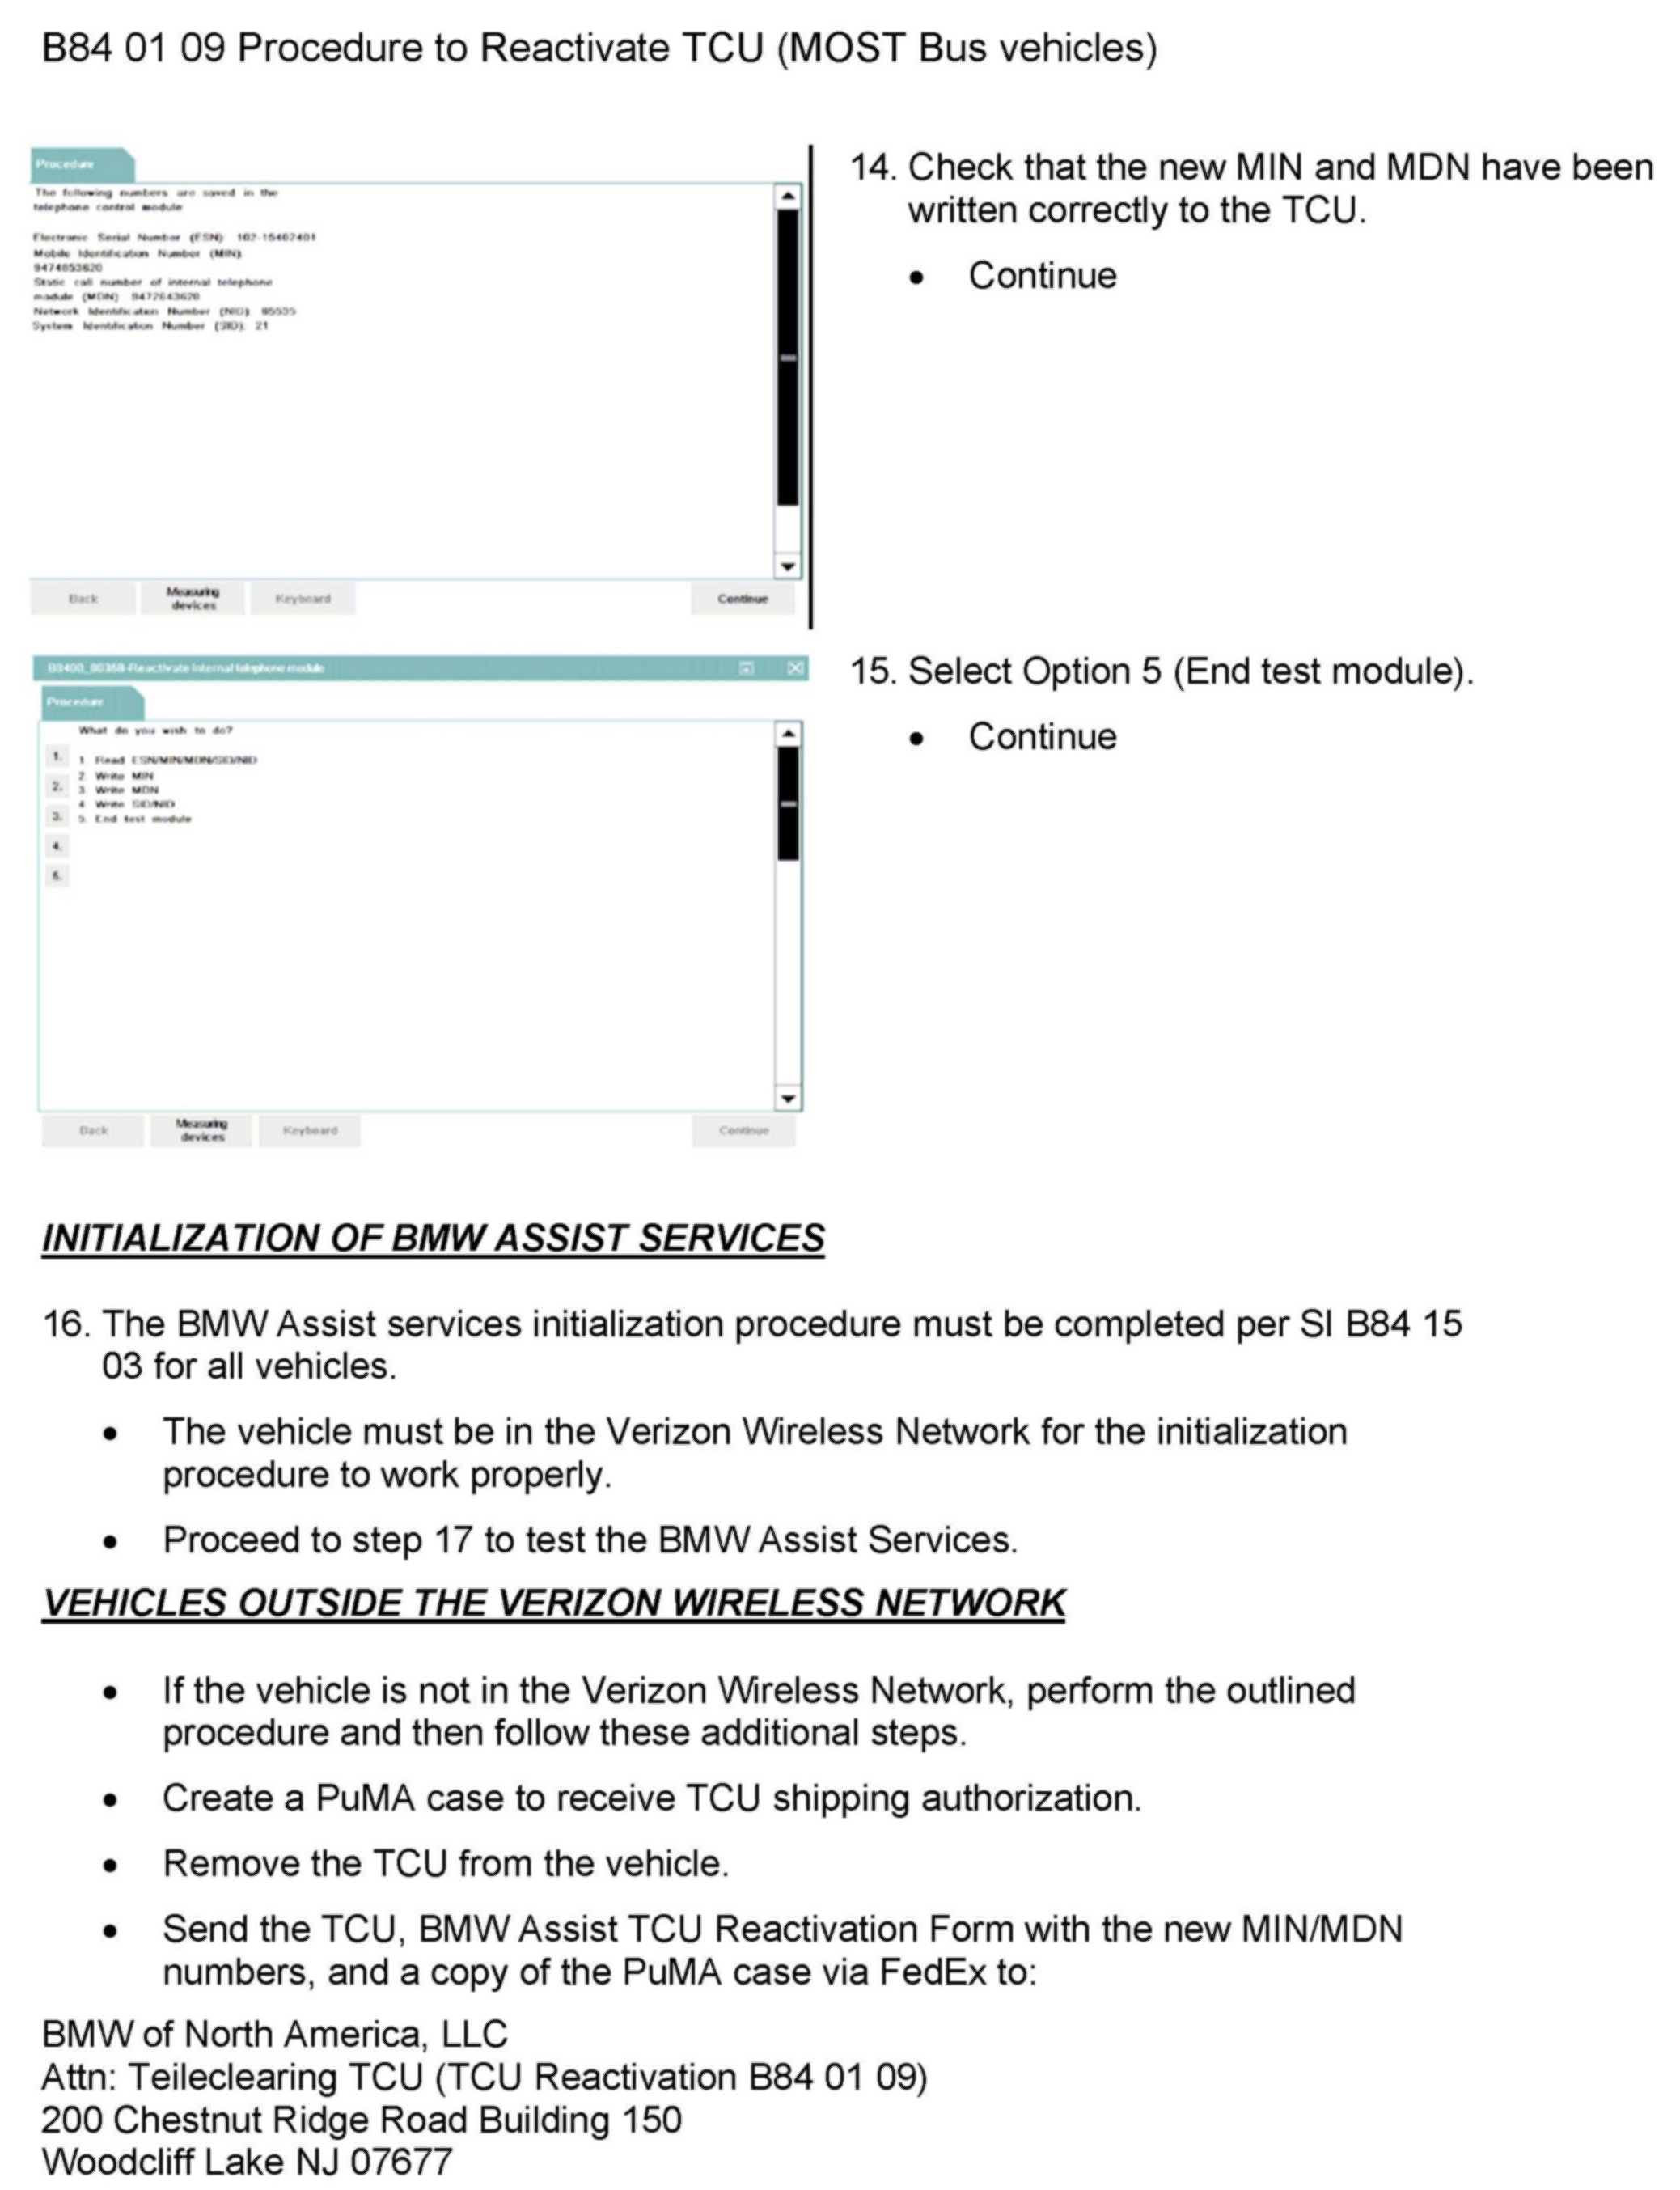 B84 01 09 Procedure to Reactivate TCU (MOST Bus vehicles)
Procedure
The following numbers are saved in the
telephone control module
Electronic Serial Number (ESN): 102-15402401
Mobile Identification Number (MIN)
9474853620
Static call number of internal telephone
module (MDN) 9472643628
Network Identification Number (NID): 65535
System Identification Number (SID): 21
Back
Measuring
devices
Keyboard
Continue
14. Check that the new MIN and MDN have been
written correctly to the TCU.
• Continue
Reactivate Internal telephone module
Procedure
What do you wish to do?
1. 1 Read ESN/MIN/MDN/SID/NID
2 Write MIN
2. 3 Write MDN
4 Write SID/NID
3. 5. End test module
4.
5.
Back
Measuring
devices
Keyboard
Continue
15. Select Option 5 (End test module).
• Continue
INITIALIZATION OF BMW ASSIST SERVICES
16. The BMW Assist services initialization procedure must be completed per SI B84 15
03 for all vehicles.
• The vehicle must be in the Verizon Wireless Network for the initialization
procedure to work properly.
• Proceed to step 17 to test the BMW Assist Services.
VEHICLES OUTSIDE THE VERIZON WIRELESS NETWORK
• If the vehicle is not in the Verizon Wireless Network, perform the outlined
procedure and then follow these additional steps.
• Create a PuMA case to receive TCU shipping authorization.
• Remove the TCU from the vehicle.
• Send the TCU, BMW Assist TCU Reactivation Form with the new MIN/MDN
numbers, and a copy of the PuMA case via FedEx to:
BMW of North America, LLC
Attn: Teileclearing TCU (TCU Reactivation B84 01 09)
200 Chestnut Ridge Road Building 150
Woodcliff Lake NJ 07677